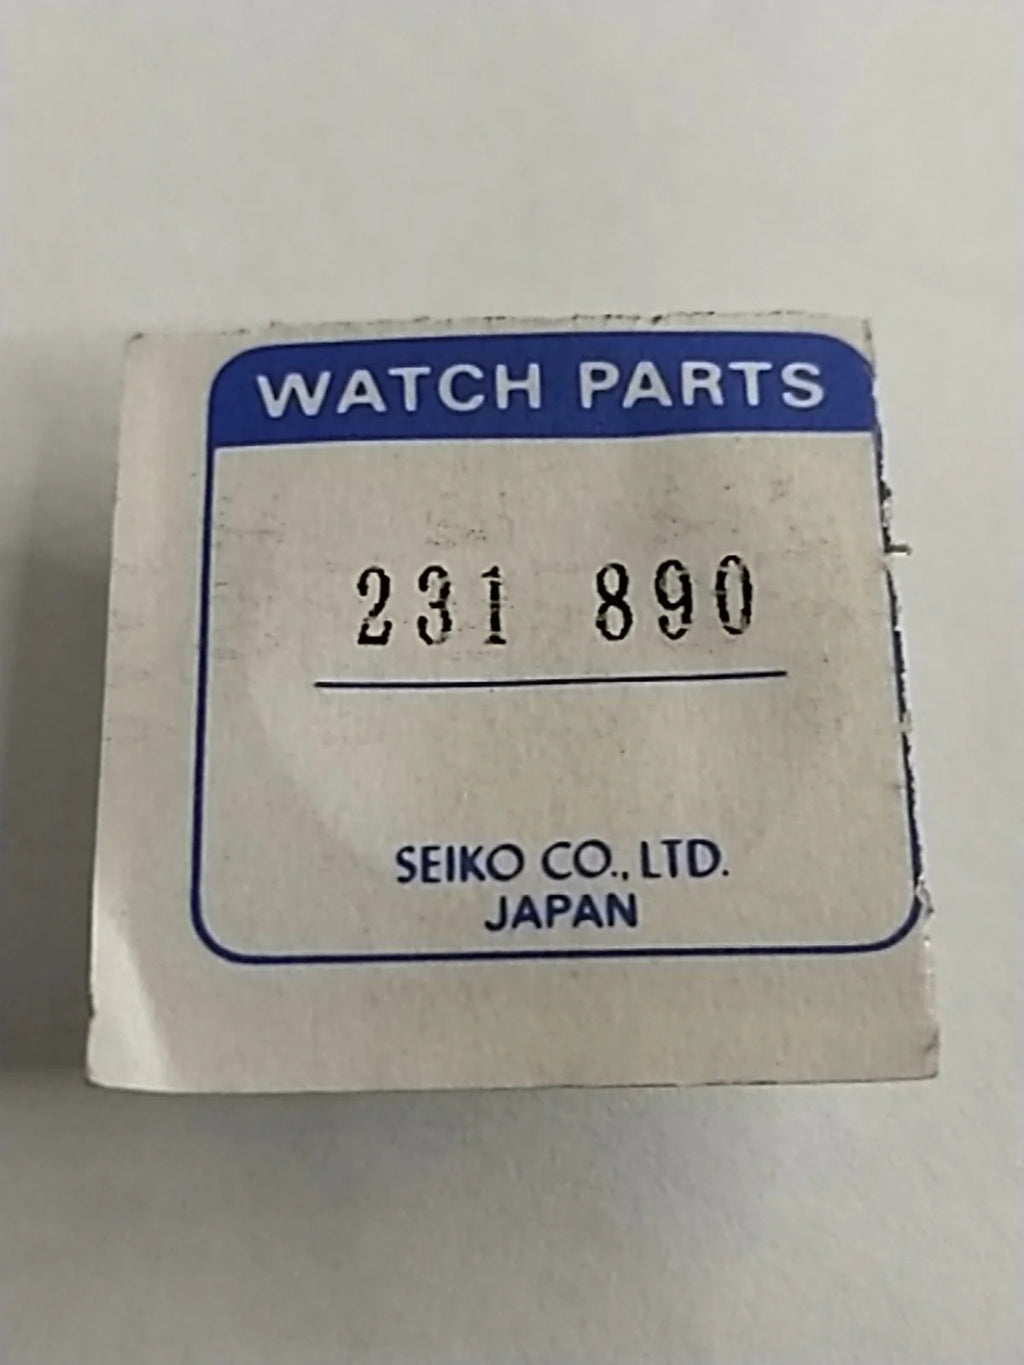 WATCH PARTS
231 890
SEIKO CO., LTD.
JAPAN